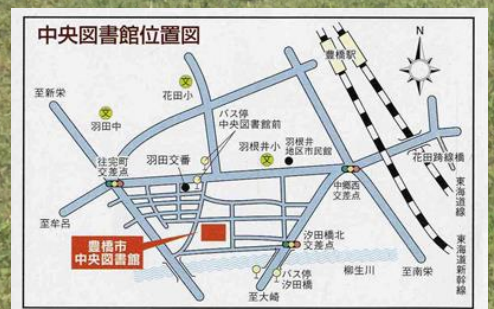 中央図書館位置図
N
豊橋駅
至新栄
花田小
文
文
羽田中
バス停
中央図書館前
羽田交番
羽根井小
文
羽根井
地区市民館
往完町
交差点
花田跨線橋
中郷西
交差点
東海道線
至牟呂
豊橋市
中央図書館
汐田橋北
交差点
東海道新幹線
バス停
汐田橋
柳生川
至南栄
至大崎